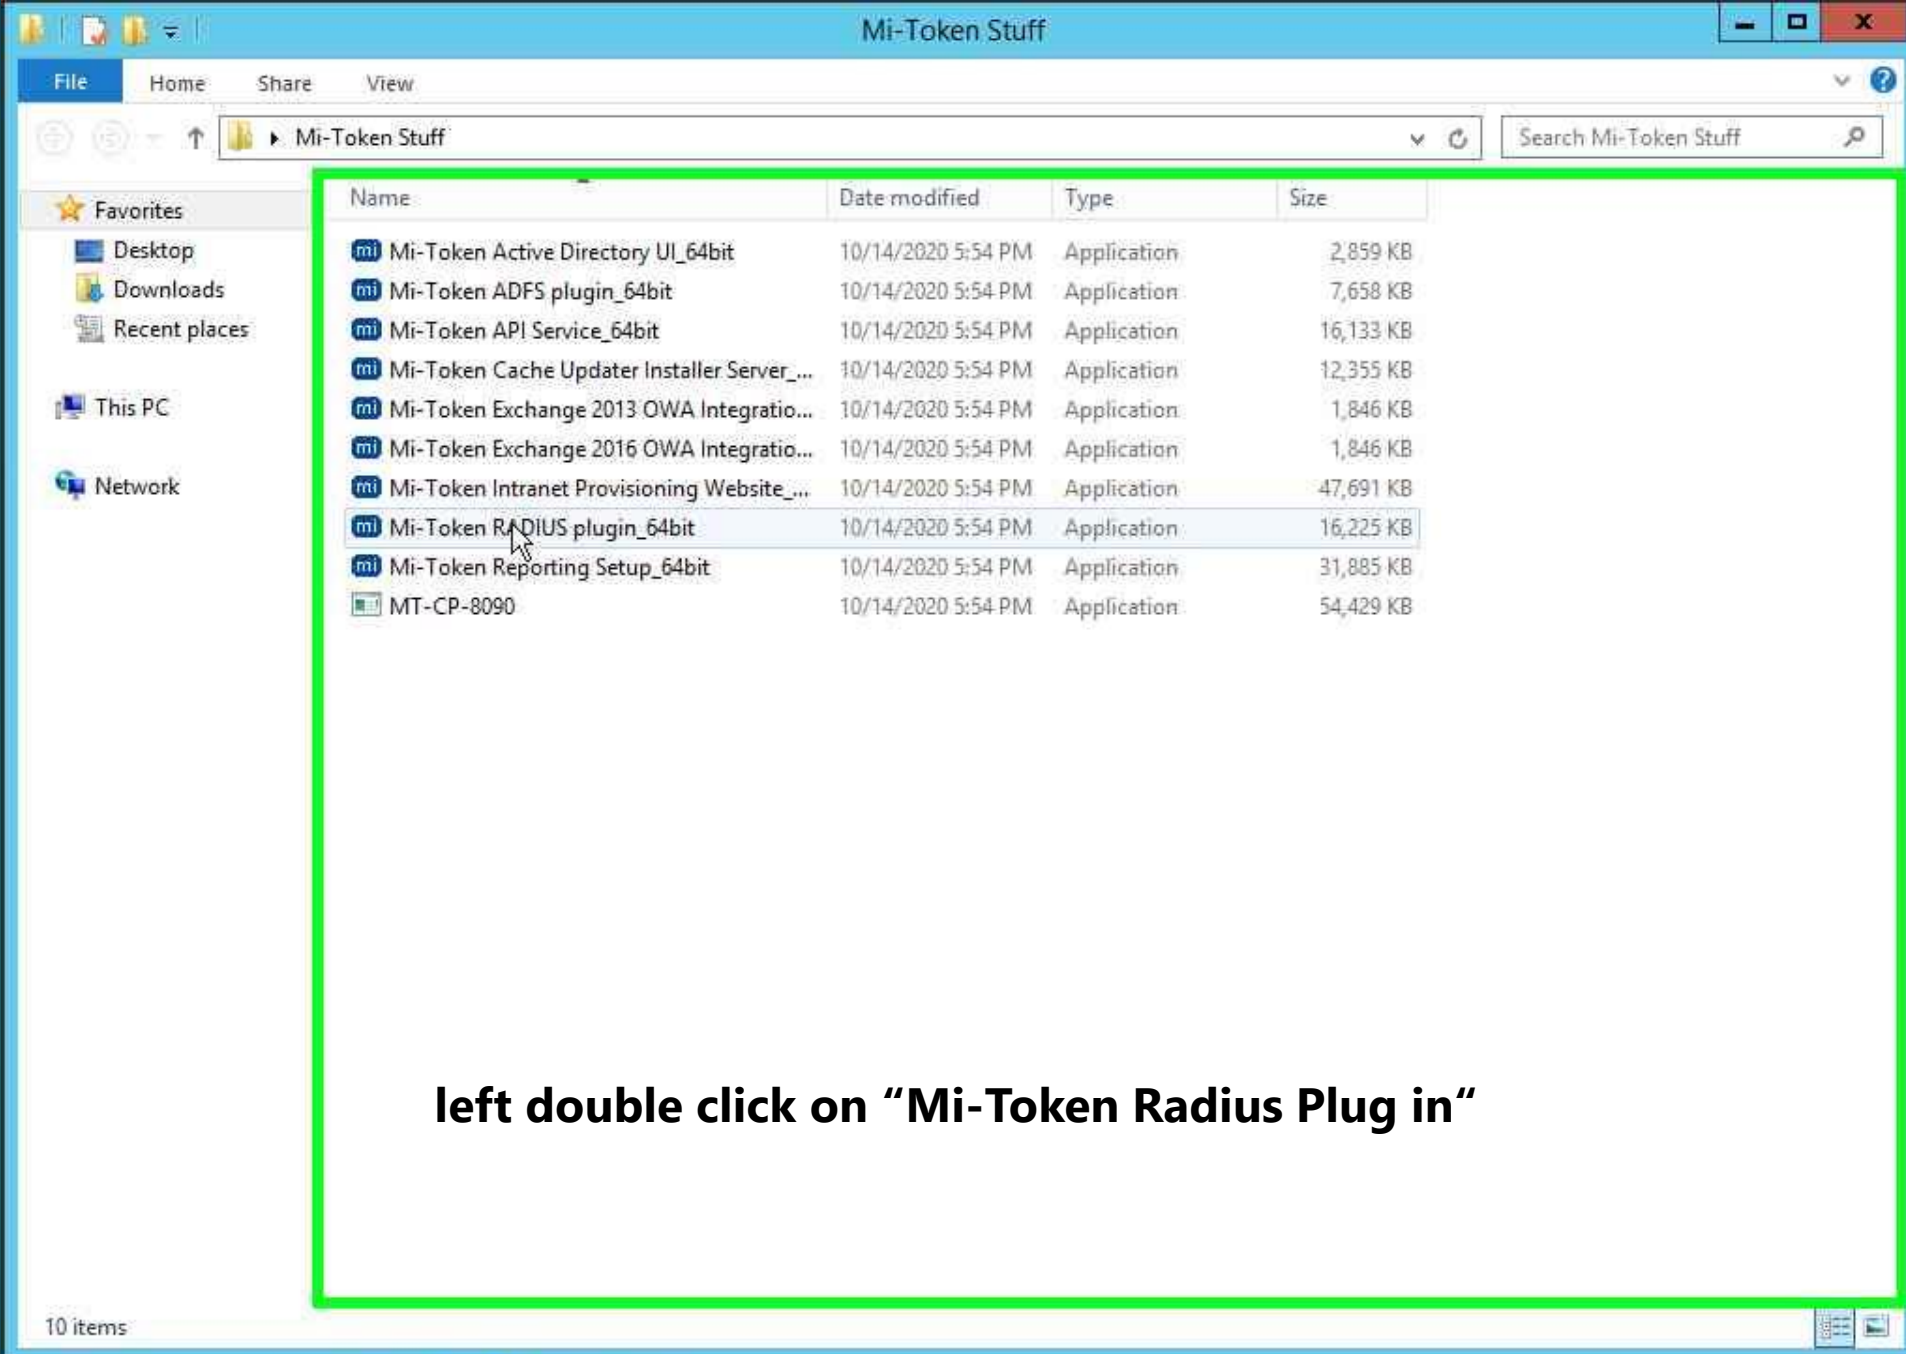 Mi-Token Stuff
File Home Share View
Mi-Token Stuff Search Mi-Token Stuff
Name Date modified Type Size
Favorites
Desktop
Downloads
Recent places
This PC
Network
Mi-Token Active Directory UI_64bit 10/14/2020 5:54 PM Application 2,859 KB
Mi-Token ADFS plugin_64bit 10/14/2020 5:54 PM Application 7,658 KB
Mi-Token API Service_64bit 10/14/2020 5:54 PM Application 16,133 KB
Mi-Token Cache Updater Installer Server_... 10/14/2020 5:54 PM Application 12,355 KB
Mi-Token Exchange 2013 OWA Integratio... 10/14/2020 5:54 PM Application 1,846 KB
Mi-Token Exchange 2016 OWA Integratio... 10/14/2020 5:54 PM Application 1,846 KB
Mi-Token Intranet Provisioning Website_... 10/14/2020 5:54 PM Application 47,691 KB
Mi-Token RADIUS plugin_64bit 10/14/2020 5:54 PM Application 16,225 KB
Mi-Token Reporting Setup_64bit 10/14/2020 5:54 PM Application 31,885 KB
MT-CP-8090 10/14/2020 5:54 PM Application 54,429 KB
left double click on “Mi-Token Radius Plug in“
10 items